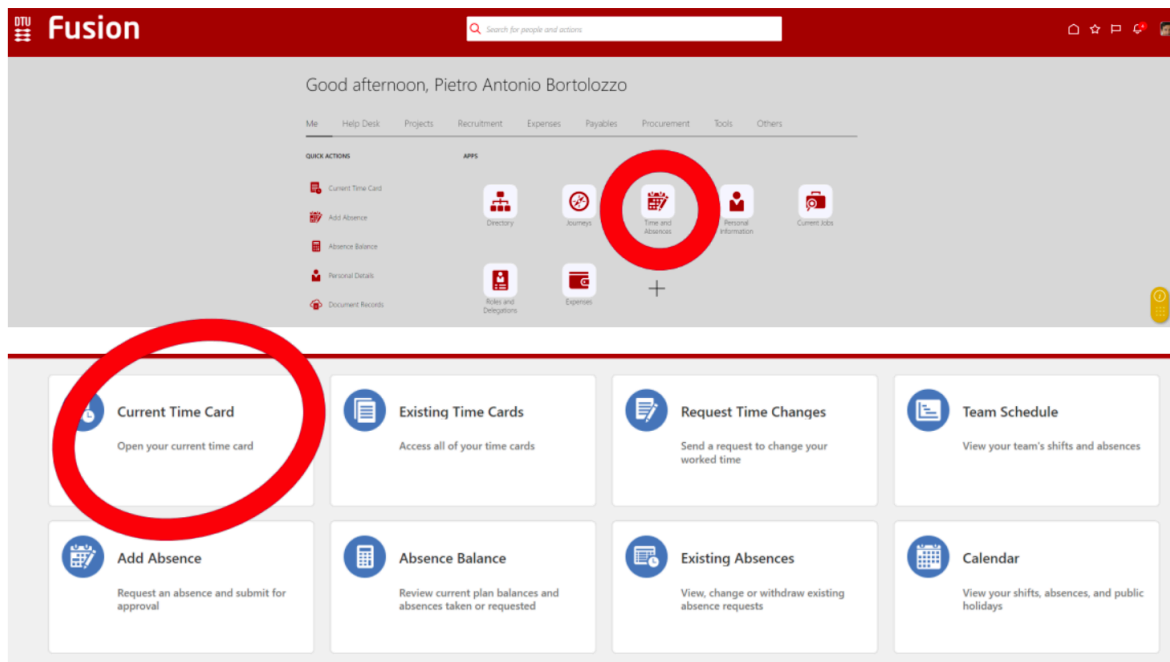 DTU
Fusion
Search for people and actions
Good afternoon, Pietro Antonio Bortolozzo
Me Help Desk Projects Recruitment Expenses Payables Procurement Tools Others
QUICK ACTIONS APPS
Current Time Card
Add Absence
Absence Balance
Personal Details
Document Records
Directory Journeys Time and Absences Personal Information Current Jobs
Roles and Delegations Expenses
Current Time Card
Open your current time card
Existing Time Cards
Access all of your time cards
Request Time Changes
Send a request to change your
worked time
Team Schedule
View your team's shifts and absences
Add Absence
Request an absence and submit for
approval
Absence Balance
Review current plan balances and
absences taken or requested
Existing Absences
View, change or withdraw existing
absence requests
Calendar
View your shifts, absences, and public
holidays